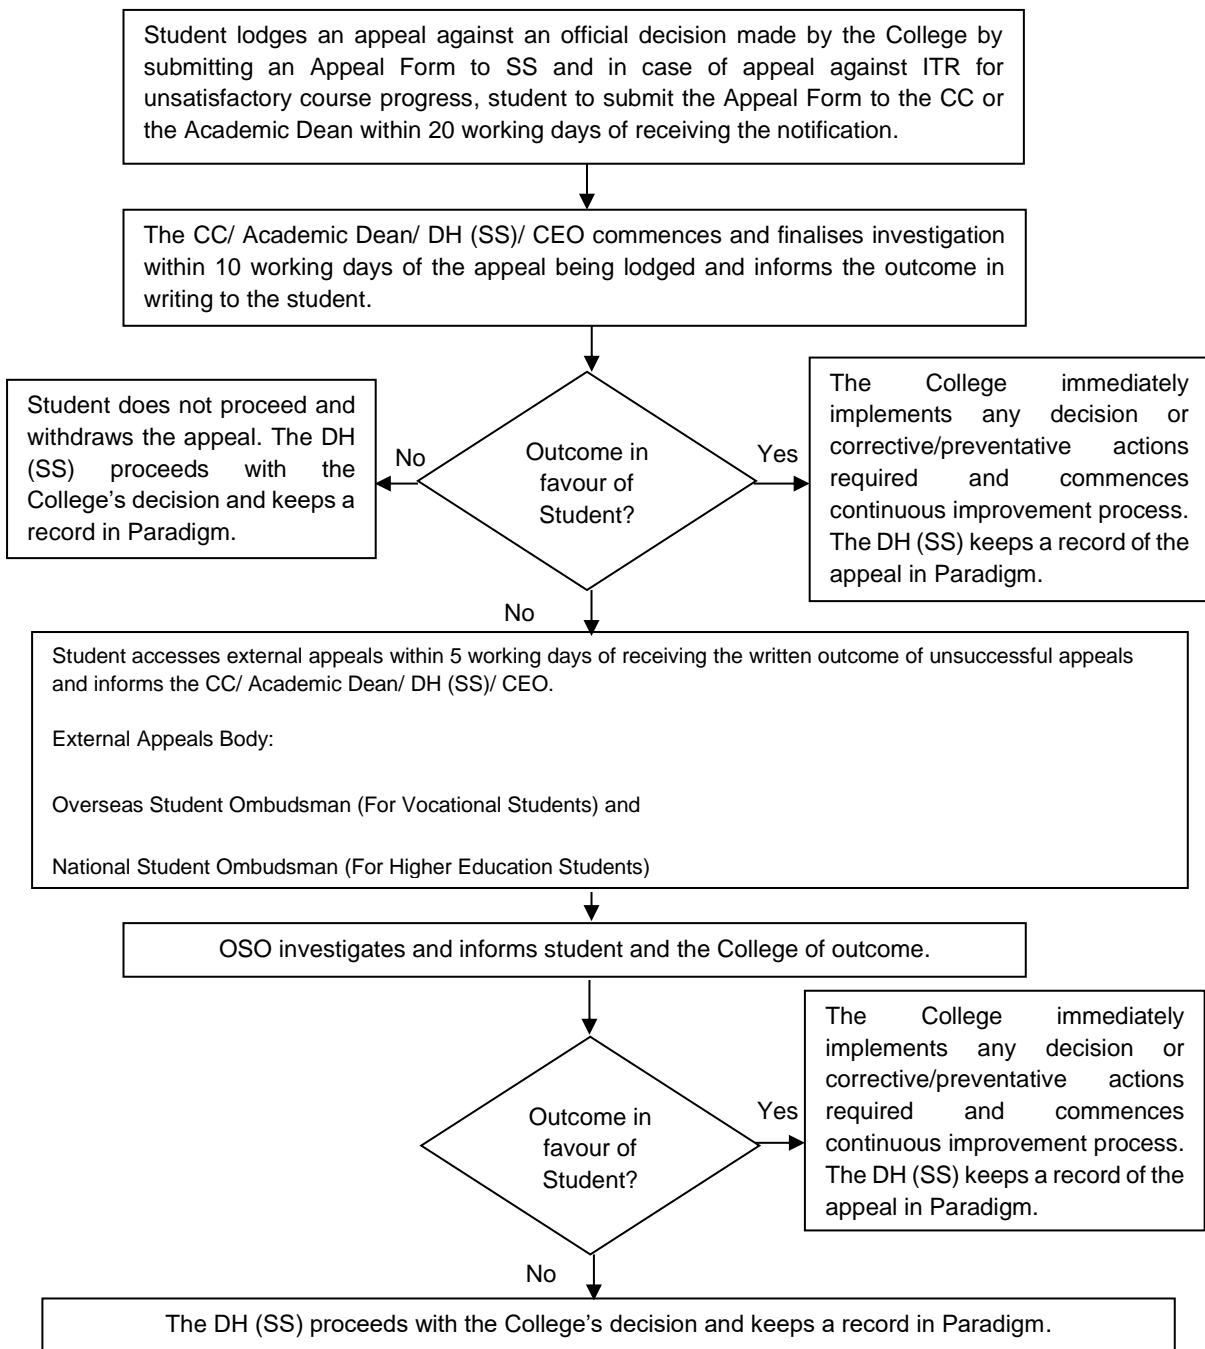 Student lodges an appeal against an official decision made by the College by
submitting an Appeal Form to SS and in case of appeal against ITR for
unsatisfactory course progress, student to submit the Appeal Form to the CC or
the Academic Dean within 20 working days of receiving the notification.
The CC/ Academic Dean/ DH (SS)/ CEO commences and finalises investigation
within 10 working days of the appeal being lodged and informs the outcome in
writing to the student.
Student does not proceed and
withdraws the appeal. The DH
(SS) proceeds with the
College’s decision and keeps a
record in Paradigm.
No
Outcome in
favour of
Student?
Yes
The College immediately
implements any decision or
corrective/preventative actions
required and commences
continuous improvement process.
The DH (SS) keeps a record of the
appeal in Paradigm.
No
Student accesses external appeals within 5 working days of receiving the written outcome of unsuccessful appeals
and informs the CC/ Academic Dean/ DH (SS)/ CEO.
External Appeals Body:
Overseas Student Ombudsman (For Vocational Students) and
National Student Ombudsman (For Higher Education Students)
OSO investigates and informs student and the College of outcome.
Outcome in
favour of
Student?
Yes
The College immediately
implements any decision or
corrective/preventative actions
required and commences
continuous improvement process.
The DH (SS) keeps a record of the
appeal in Paradigm.
No
The DH (SS) proceeds with the College’s decision and keeps a record in Paradigm.